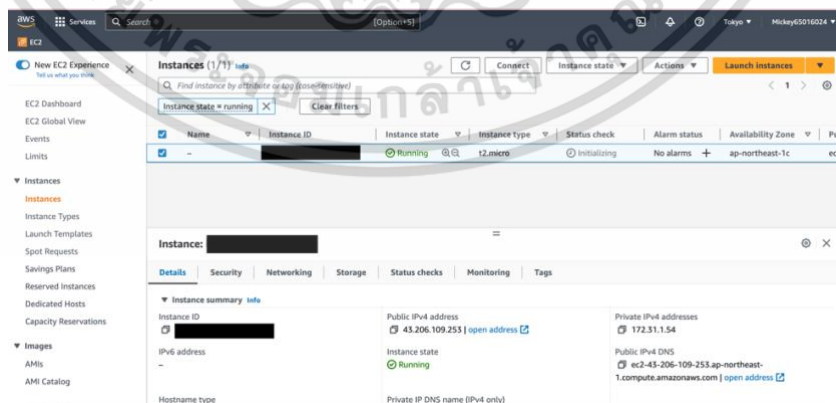 aws Services Search [Option+S] Tokyo Mickey65016024
EC2
New EC2 Experience
Tell us what you think
EC2 Dashboard
EC2 Global View
Events
Limits
Instances
Instances
Instance Types
Launch Templates
Spot Requests
Savings Plans
Reserved Instances
Dedicated Hosts
Capacity Reservations
Images
AMIs
AMI Catalog
Instances (1/1) Info
Connect Instance state Actions Launch instances
Find instance by attribute or tag (case-sensitive)
1
Instance state = running X Clear filters
Name Instance ID Instance state Instance type Status check Alarm status Availability Zone
– Running t2.micro Initializing No alarms + ap-northeast-1c
Instance:
Details Security Networking Storage Status checks Monitoring Tags
Instance summary Info
Instance ID
Public IPv4 address
43.206.109.253 | open address
Private IPv4 addresses
172.31.1.54
IPv6 address
–
Instance state
Running
Public IPv4 DNS
ec2-43-206-109-253.ap-northeast-
1.compute.amazonaws.com | open address
Hostname type
Private IP DNS name (IPv4 only)